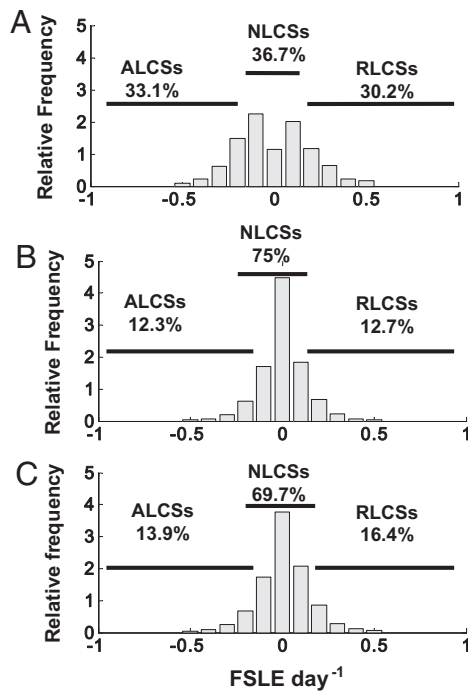 A
Relative Frequency
5
4
3
2
1
0
NLCSs
36.7%
ALCSs
33.1%
RLCSs
30.2%
-1 -0.5 0 0.5 1
B
Relative Frequency
5
4
3
2
1
0
NLCSs
75%
ALCSs
12.3%
RLCSs
12.7%
-1 -0.5 0 0.5 1
C
Relative frequency
5
4
3
2
1
0
NLCSs
69.7%
ALCSs
13.9%
RLCSs
16.4%
-1 -0.5 0 0.5 1
FSLE day⁻¹